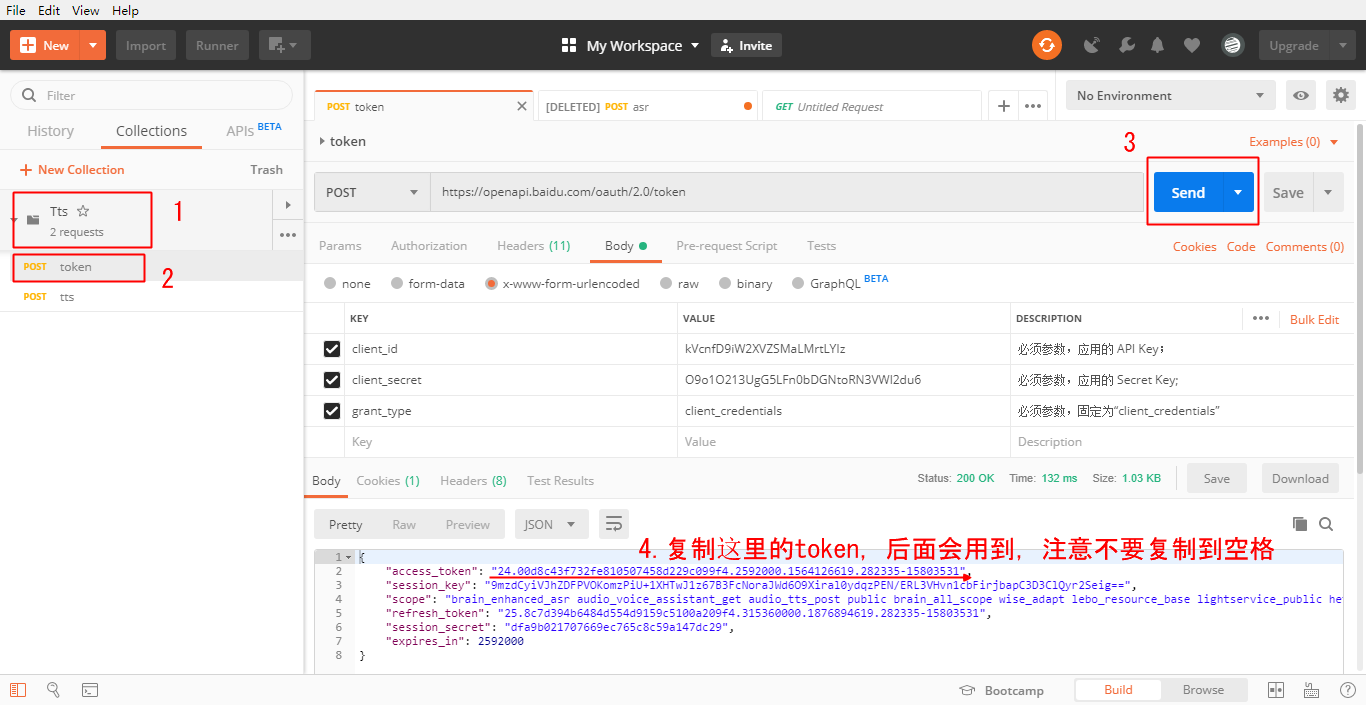 File Edit View Help
New Import Runner My Workspace Invite Upgrade
Filter
History Collections APIs BETA
New Collection Trash
Tts
2 requests
1
POST token
2
POST tts
POST token [DELETED] POST asr GET Untitled Request No Environment
token 3 Examples (0)
POST https://openapi.baidu.com/oauth/2.0/token Send Save
Params Authorization Headers (11) Body Pre-request Script Tests Cookies Code Comments (0)
none form-data x-www-form-urlencoded raw binary GraphQL BETA
KEY VALUE DESCRIPTION Bulk Edit
client_id kVcnfD9iW2XVZSMaLMrtLYIz 必须参数，应用的 API Key；
client_secret O9o1O213UgG5LFn0bDGNtoRN3VWI2du6 必须参数，应用的 Secret Key;
grant_type client_credentials 必须参数，固定为“client_credentials”
Key Value Description
Body Cookies (1) Headers (8) Test Results Status: 200 OK Time: 132 ms Size: 1.03 KB Save Download
Pretty Raw Preview JSON
4. 复制这里的token, 后面会用到, 注意不要复制到空格
1 {
2 "access_token": "24.00d8c43f732fe810507458d229c099f4.2592000.1564126619.282335-15803531",
3 "session_key": "9mzdCyiVJhZDFPVOKomzPiU+1XHTwJ1z67B3FcNoraJWd6O9Xiral0ydqzPEN/ERL3VHvn1cbFirjbapC3D3ClQyr2Seig==",
4 "scope": "brain_enhanced_asr audio_voice_assistant_get audio_tts_post public brain_all_scope wise_adapt lebo_resource_base lightservice_public he
5 "refresh_token": "25.8c7d394b6484d554d9159c5100a209f4.315360000.1876894619.282335-15803531",
6 "session_secret": "dfa9b021707669ec765c8c59a147dc29",
7 "expires_in": 2592000
8 }
Bootcamp Build Browse